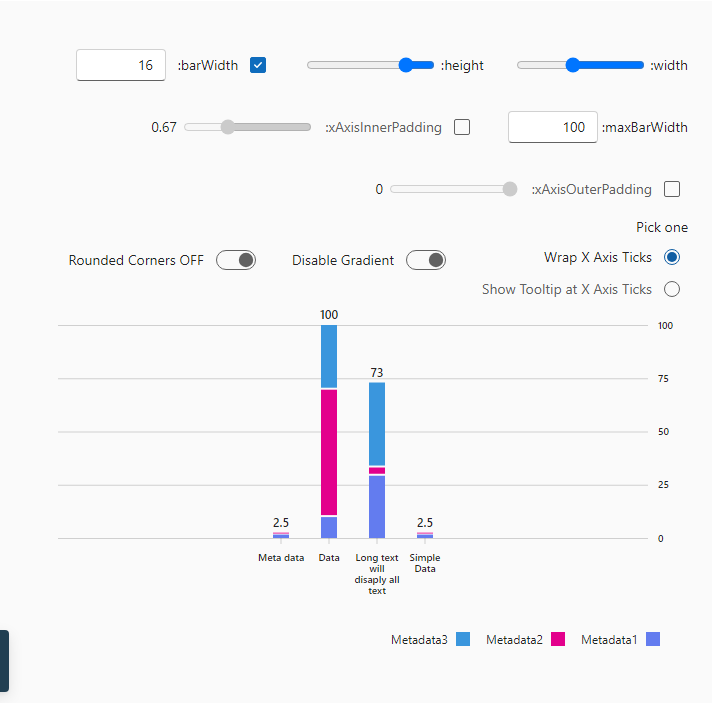 16 :barWidth :height :width
0.67 :xAxisInnerPadding 100 :maxBarWidth
0 :xAxisOuterPadding
Pick one
Rounded Corners OFF Disable Gradient Wrap X Axis Ticks
Show Tooltip at X Axis Ticks
100
100
73
75
50
25
2.5
2.5
0
Meta data
Data
Long text
will
disaply all
text
Simple
Data
Metadata3 Metadata2 Metadata1